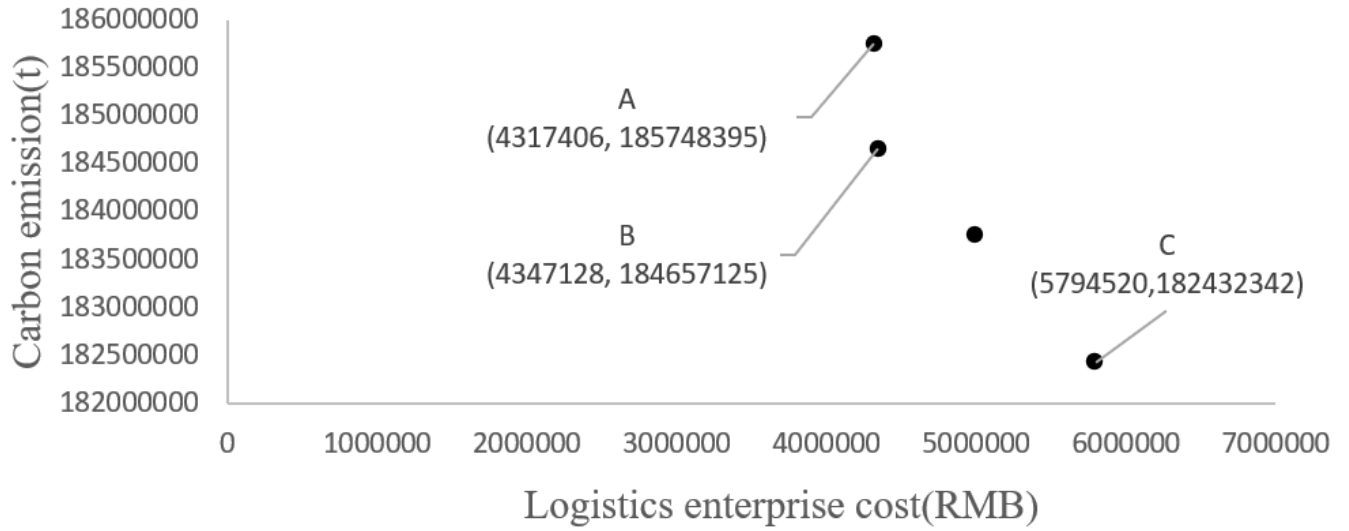 186000000
185500000
185000000
184500000
184000000
183500000
183000000
182500000
182000000
Carbon emission(t)
A
(4317406, 185748395)
B
(4347128, 184657125)
C
(5794520,182432342)
0 1000000 2000000 3000000 4000000 5000000 6000000 7000000
Logistics enterprise cost(RMB)